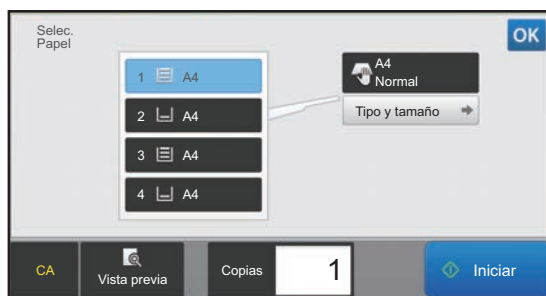 Selec.
Papel
OK
1 A4
2 A4
3 A4
4 A4
A4
Normal
Tipo y tamaño
CA
Vista previa
Copias
1
Iniciar